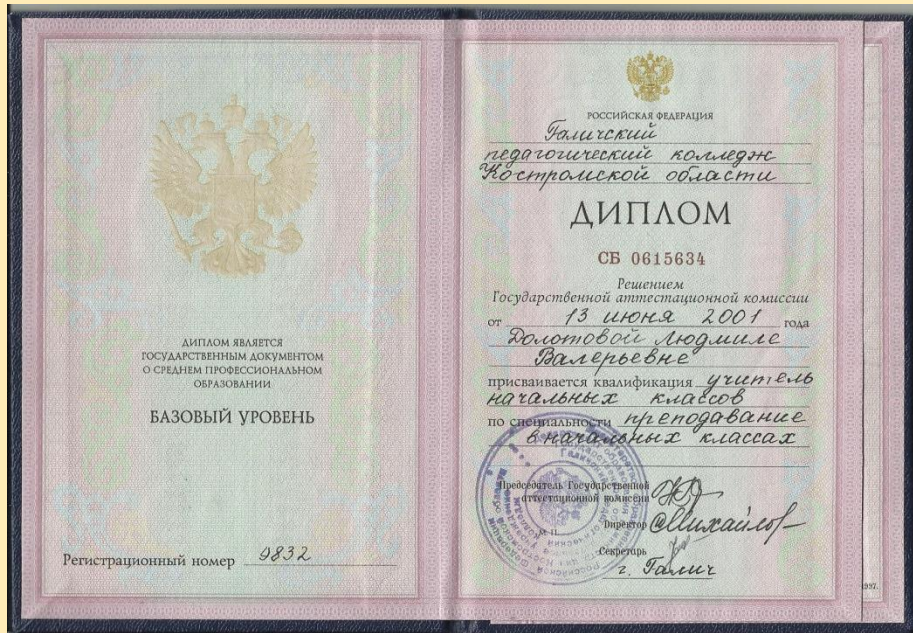 ДИПЛОМ ЯВЛЯЕТСЯ
ГОСУДАРСТВЕННЫМ ДОКУМЕНТОМ
О СРЕДНЕМ ПРОФЕССИОНАЛЬНОМ
ОБРАЗОВАНИИ
БАЗОВЫЙ УРОВЕНЬ
Регистрационный номер 9832
РОССИЙСКАЯ ФЕДЕРАЦИЯ
Галичский
педагогический колледж
Костромской области
ДИПЛОМ
СБ 0615634
Решением
Государственной аттестационной комиссии
от 13 июня 2001 года
Долотовой Людмиле
Валерьевне
присваивается квалификация учитель
начальных классов
по специальности преподавание
в начальных классах
Председатель Государственной
аттестационной комиссии
Директор Михайлов
Секретарь
г. Галич
1997.